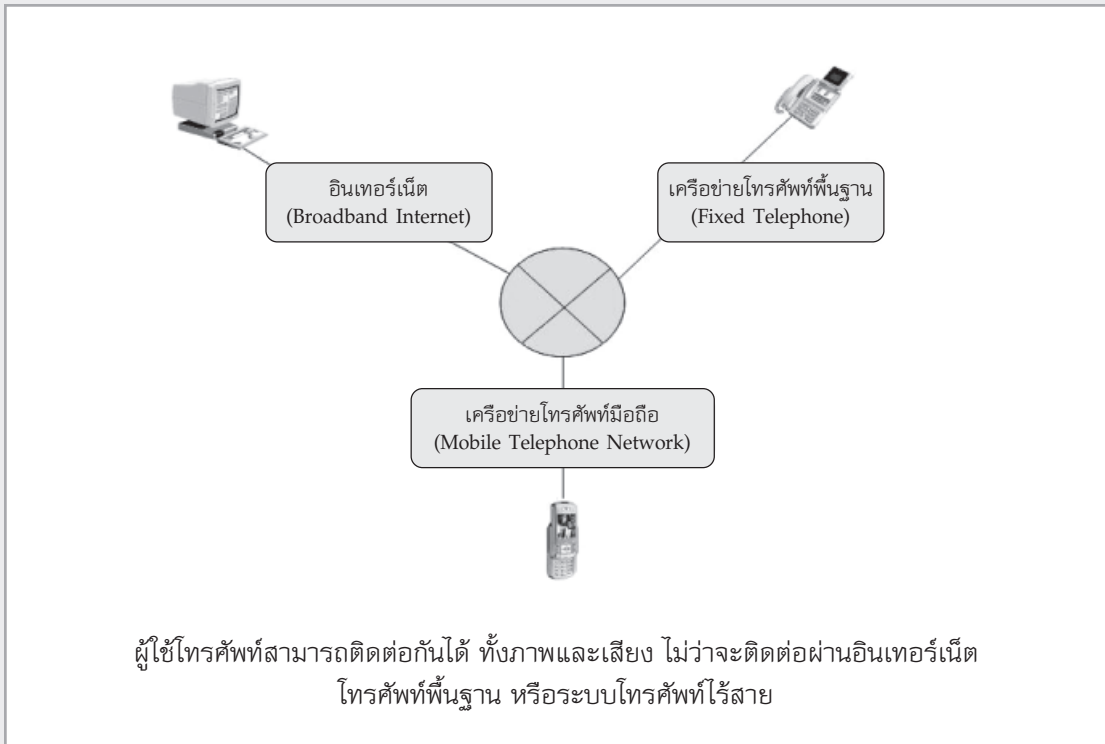 อินเทอร์เน็ต
(Broadband Internet)
เครือข่ายโทรศัพท์พื้นฐาน
(Fixed Telephone)
เครือข่ายโทรศัพท์มือถือ
(Mobile Telephone Network)
ผู้ใช้โทรศัพท์สามารถติดต่อกันได้ ทั้งภาพและเสียง ไม่ว่าจะติดต่อผ่านอินเทอร์เน็ต
โทรศัพท์พื้นฐาน หรือระบบโทรศัพท์ไร้สาย